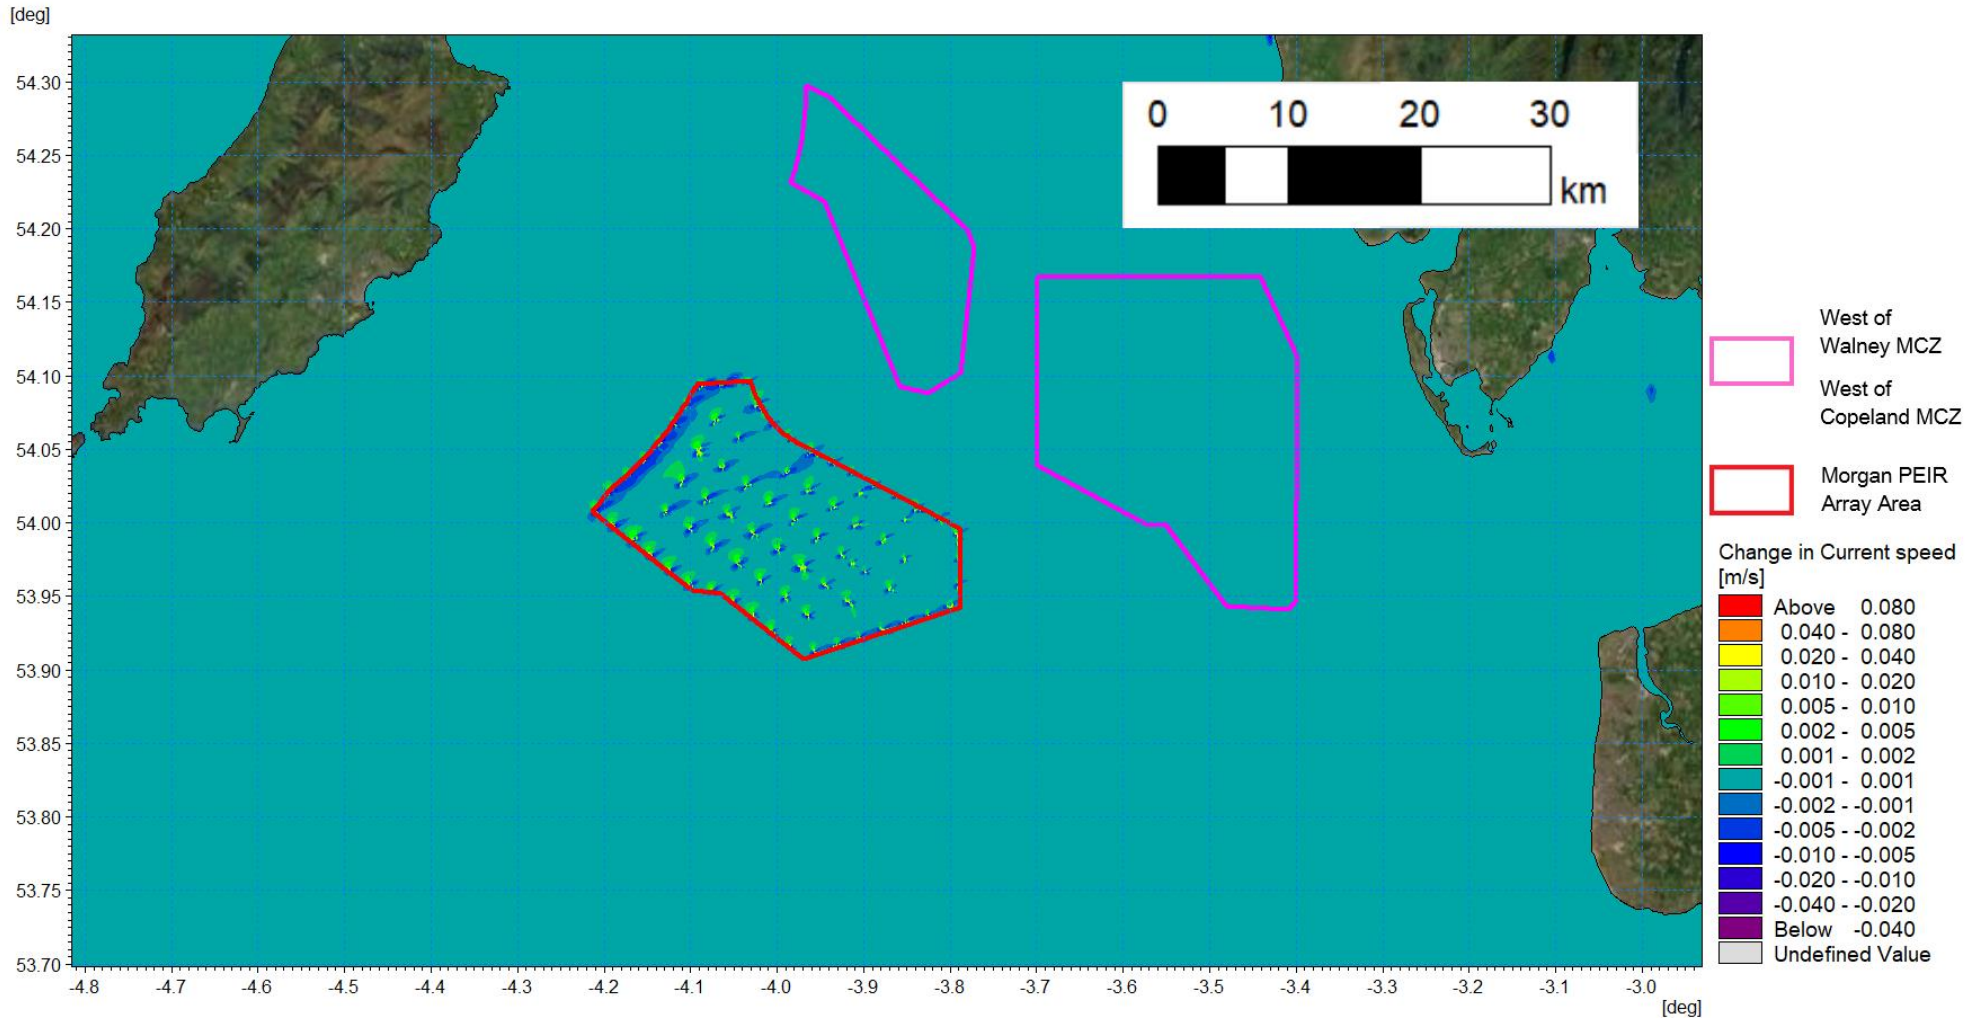 [deg]
54.30
54.25
54.20
54.15
54.10
54.05
54.00
53.95
53.90
53.85
53.80
53.75
53.70
-4.8 -4.7 -4.6 -4.5 -4.4 -4.3 -4.2 -4.1 -4.0 -3.9 -3.8 -3.7 -3.6 -3.5 -3.4 -3.3 -3.2 -3.1 -3.0
[deg]
0 10 20 30
km
West of
Walney MCZ
West of
Copeland MCZ
Morgan PEIR
Array Area
Change in Current speed
[m/s]
Above 0.080
0.040 - 0.080
0.020 - 0.040
0.010 - 0.020
0.005 - 0.010
0.002 - 0.005
0.001 - 0.002
-0.001 - 0.001
-0.002 - -0.001
-0.005 - -0.002
-0.010 - -0.005
-0.020 - -0.010
-0.040 - -0.020
Below -0.040
Undefined Value